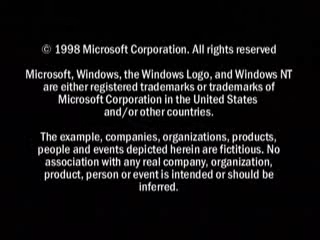 © 1998 Microsoft Corporation. All rights reserved
Microsoft, Windows, the Windows Logo, and Windows NT
are either registered trademarks or trademarks of
Microsoft Corporation in the United States
and/or other countries.
The example, companies, organizations, products,
people and events depicted herein are fictitious. No
association with any real company, organization,
product, person or event is intended or should be
inferred.